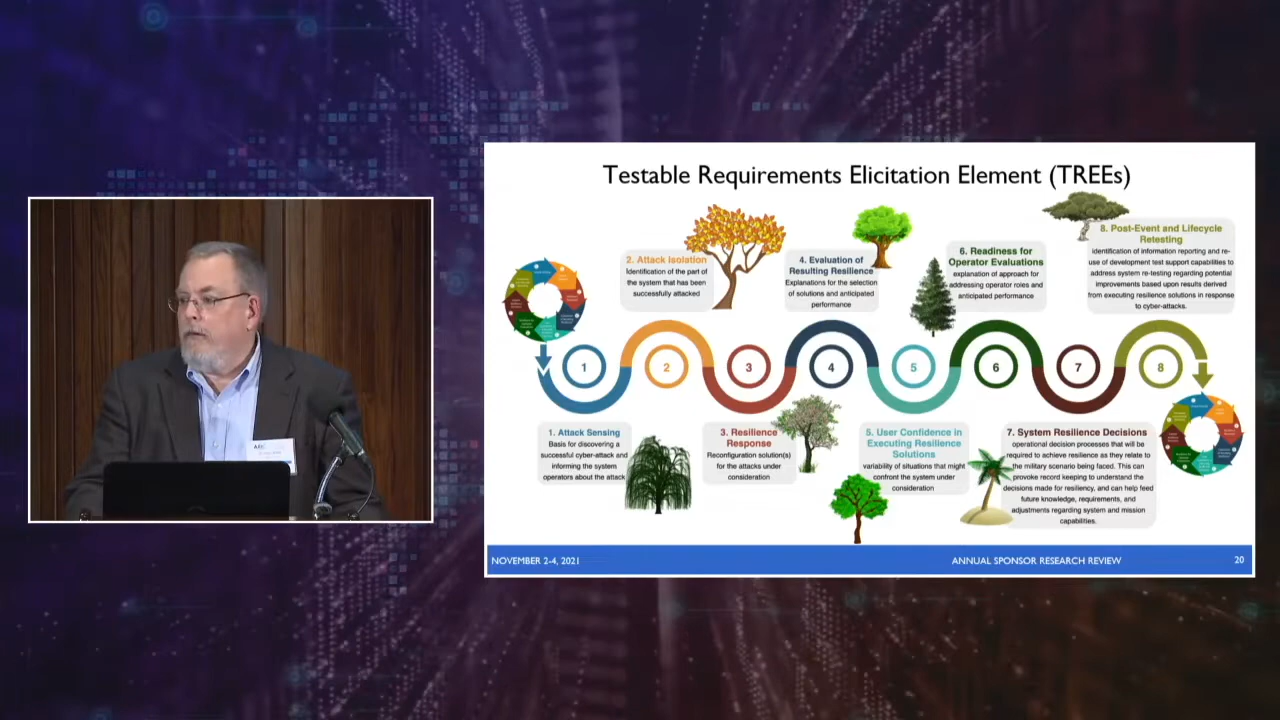 Testable Requirements Elicitation Element (TREEs)
2. Attack Isolation
Identification of the part of
the system that has been
successfully attacked
4. Evaluation of
Resulting Resilience
Explanations for the selection
of solutions and anticipated
performance
6. Readiness for
Operator Evaluations
explanation of approach for
addressing operator roles and
anticipated performance
8. Post-Event and Lifecycle
Retesting
Identification of information reporting and re-
use of development test support capabilities to
address system re-testing regarding potential
improvements based upon results derived
from executing resilience solutions in response
to cyber-attacks.
1 2 3 4 5 6 7 8
1. Attack Sensing
Basis for discovering a
successful cyber-attack and
informing the system
operators about the attack
3. Resilience
Response
Reconfiguration solution(s)
for the attacks under
consideration
5. User Confidence in
Executing Resilience
Solutions
variability of situations that might
confront the system under
consideration
7. System Resilience Decisions
operational decision processes that will be
required to achieve resilience as they relate to
the military scenario being faced. This can
provoke record keeping to understand the
decisions made for resiliency, and can help feed
future knowledge, requirements, and
adjustments regarding system and mission
capabilities.
NOVEMBER 2-4, 2021
ANNUAL SPONSOR RESEARCH REVIEW
20